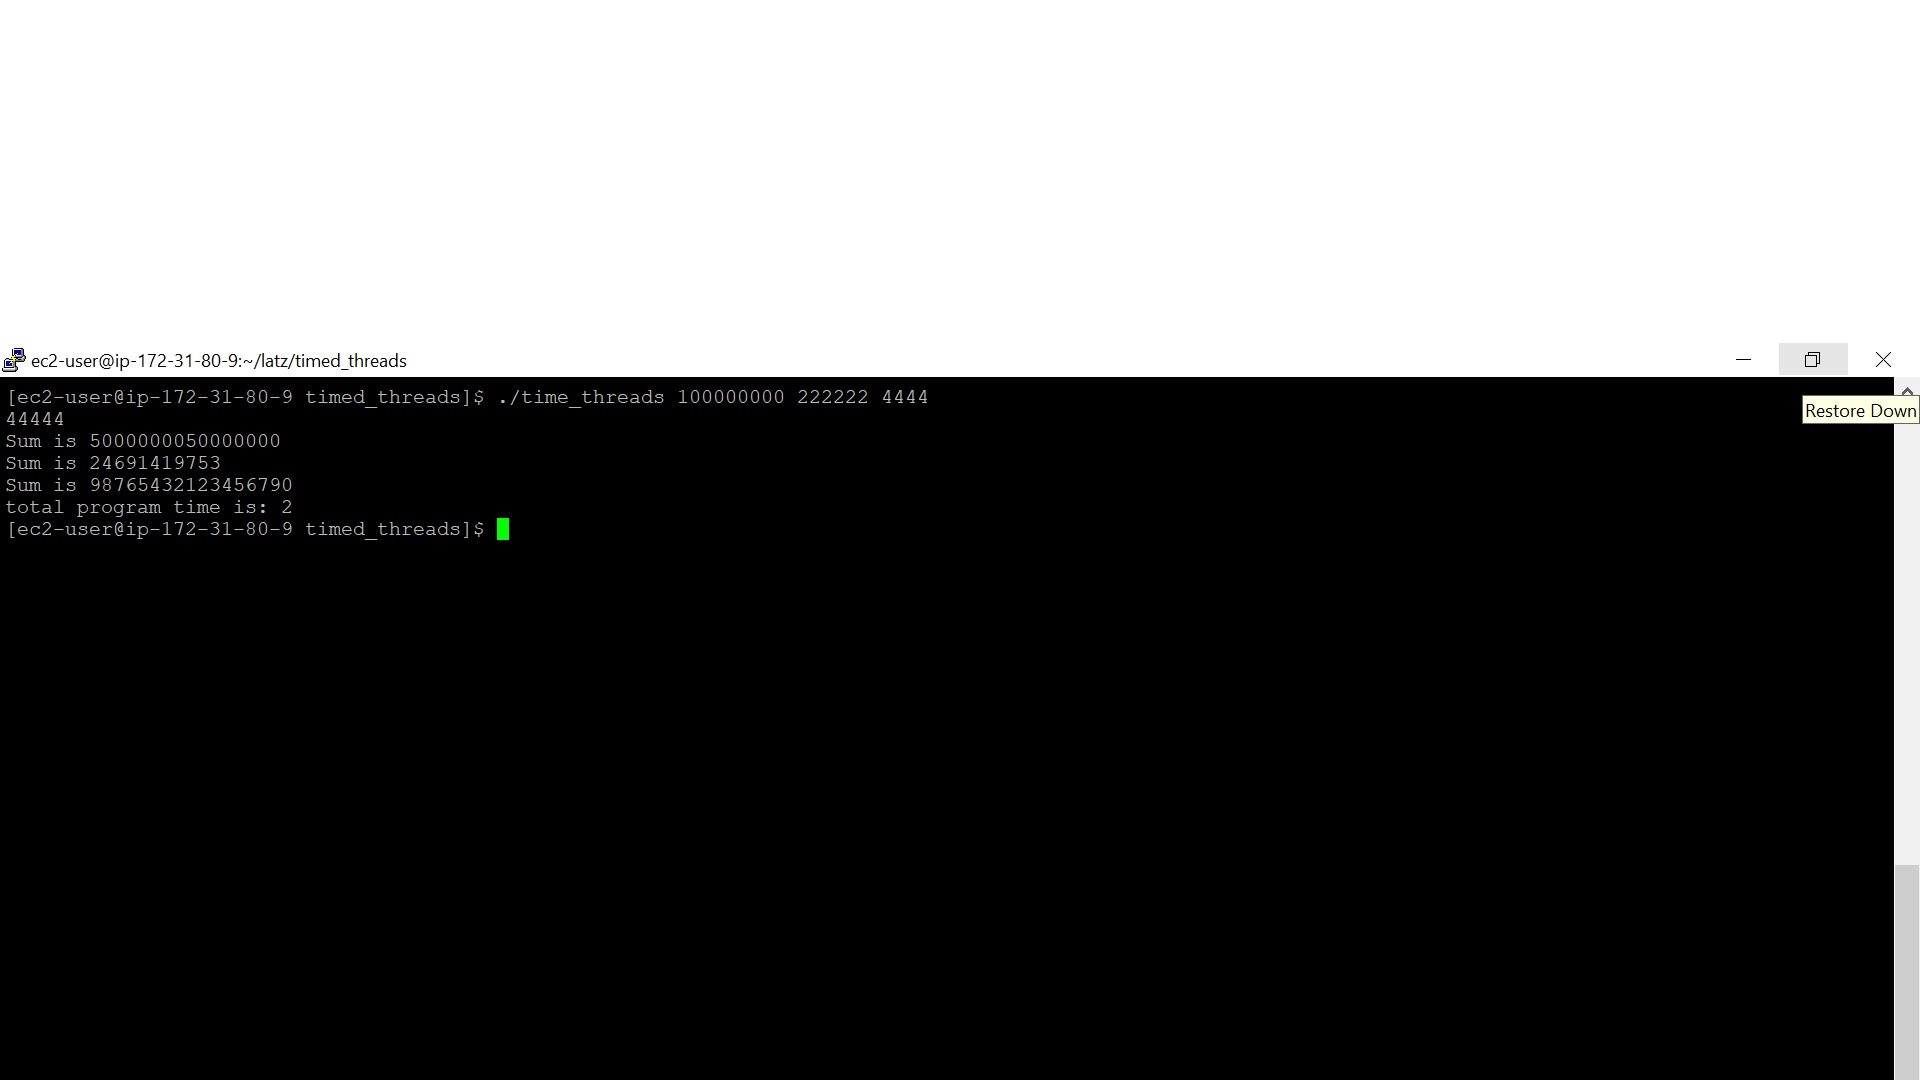 ec2-user@ip-172-31-80-9:~/latz/timed_threads
[ec2-user@ip-172-31-80-9 timed_threads]$ ./time_threads 100000000 222222 4444
Restore Down
44444
Sum is 5000000050000000
Sum is 24691419753
Sum is 98765432123456790
total program time is: 2
[ec2-user@ip-172-31-80-9 timed_threads]$